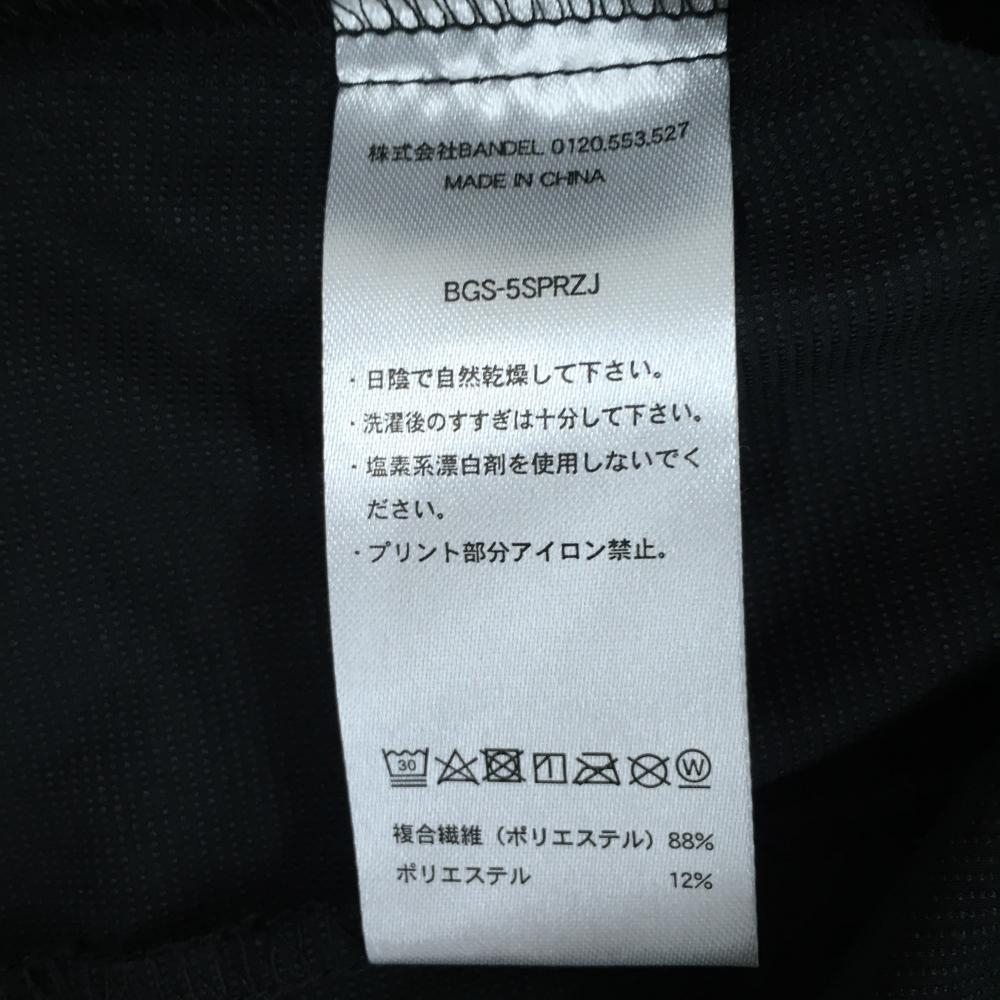 株式会社BANDEL 0120.553.527
MADE IN CHINA
BGS-5SPRZJ
・日陰で自然乾燥して下さい。
・洗濯後のすすぎは十分して下さい。
・塩素系漂白剤を使用しないでく
ださい。
・プリント部分アイロン禁止。
30 W
複合繊維（ポリエステル）88%
ポリエステル 12%